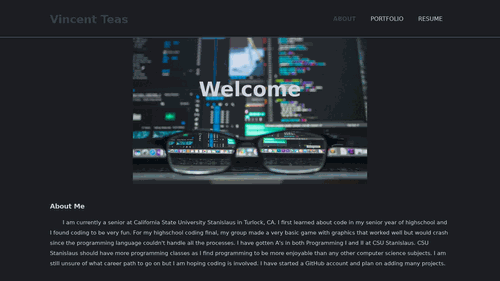 Vincent Teas
ABOUT PORTFOLIO RESUME
Welcome
About Me
I am currently a senior at California State University Stanislaus in Turlock, CA. I first learned about code in my senior year of highschool and
I found coding to be very fun. For my highschool coding final, my group made a very basic game with graphics that worked well but would crash
since the programming language couldn't handle all the processes. I have gotten A's in both Programming I and II at CSU Stanislaus. CSU
Stanislaus should have more programming classes as I find programming to be more enjoyable than any other computer science subjects. I am
still unsure of what career path to go on but I am hoping coding is involved. I have started a GitHub account and plan on adding many projects.